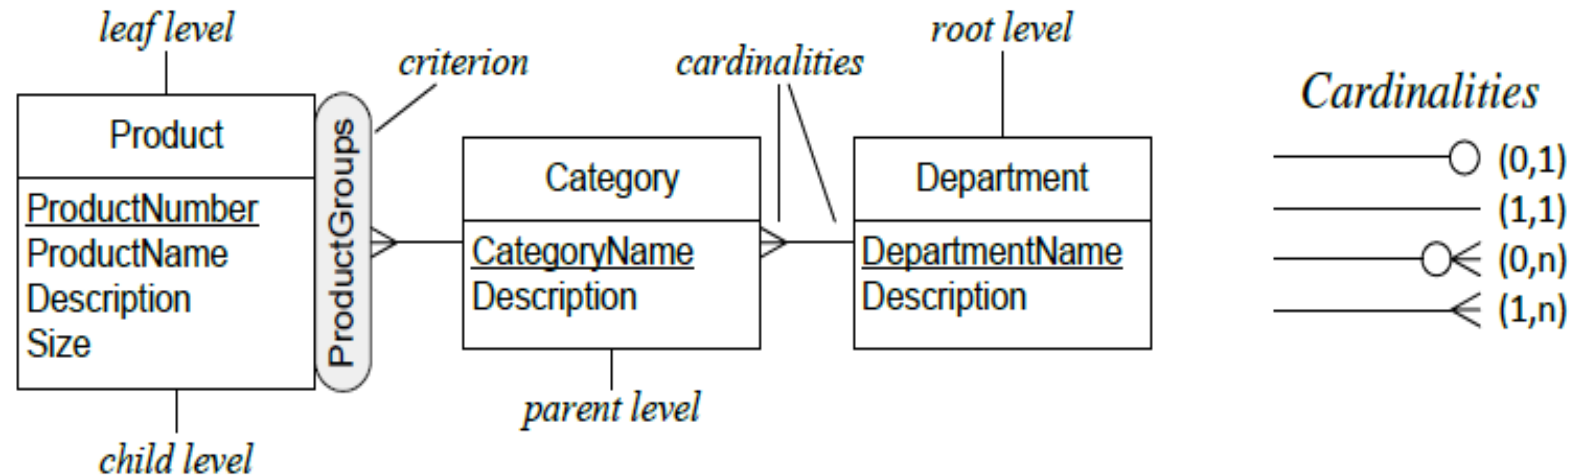 leaf level
criterion
cardinalities
root level
Product
ProductNumber
ProductName
Description
Size
ProductGroups
Category
CategoryName
Description
Department
DepartmentName
Description
parent level
child level
Cardinalities
(0,1)
(1,1)
(0,n)
(1,n)